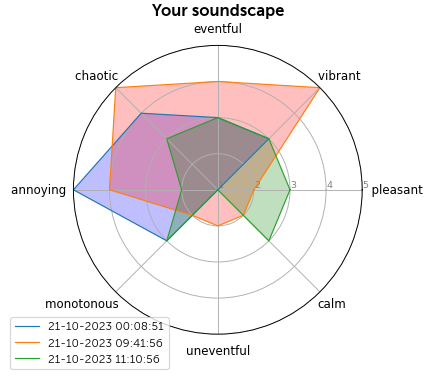 Your soundscape
eventful
chaotic
vibrant
annoying
2
3
4
5
pleasant
monotonous
calm
uneventful
21-10-2023 00:08:51
21-10-2023 09:41:56
21-10-2023 11:10:56